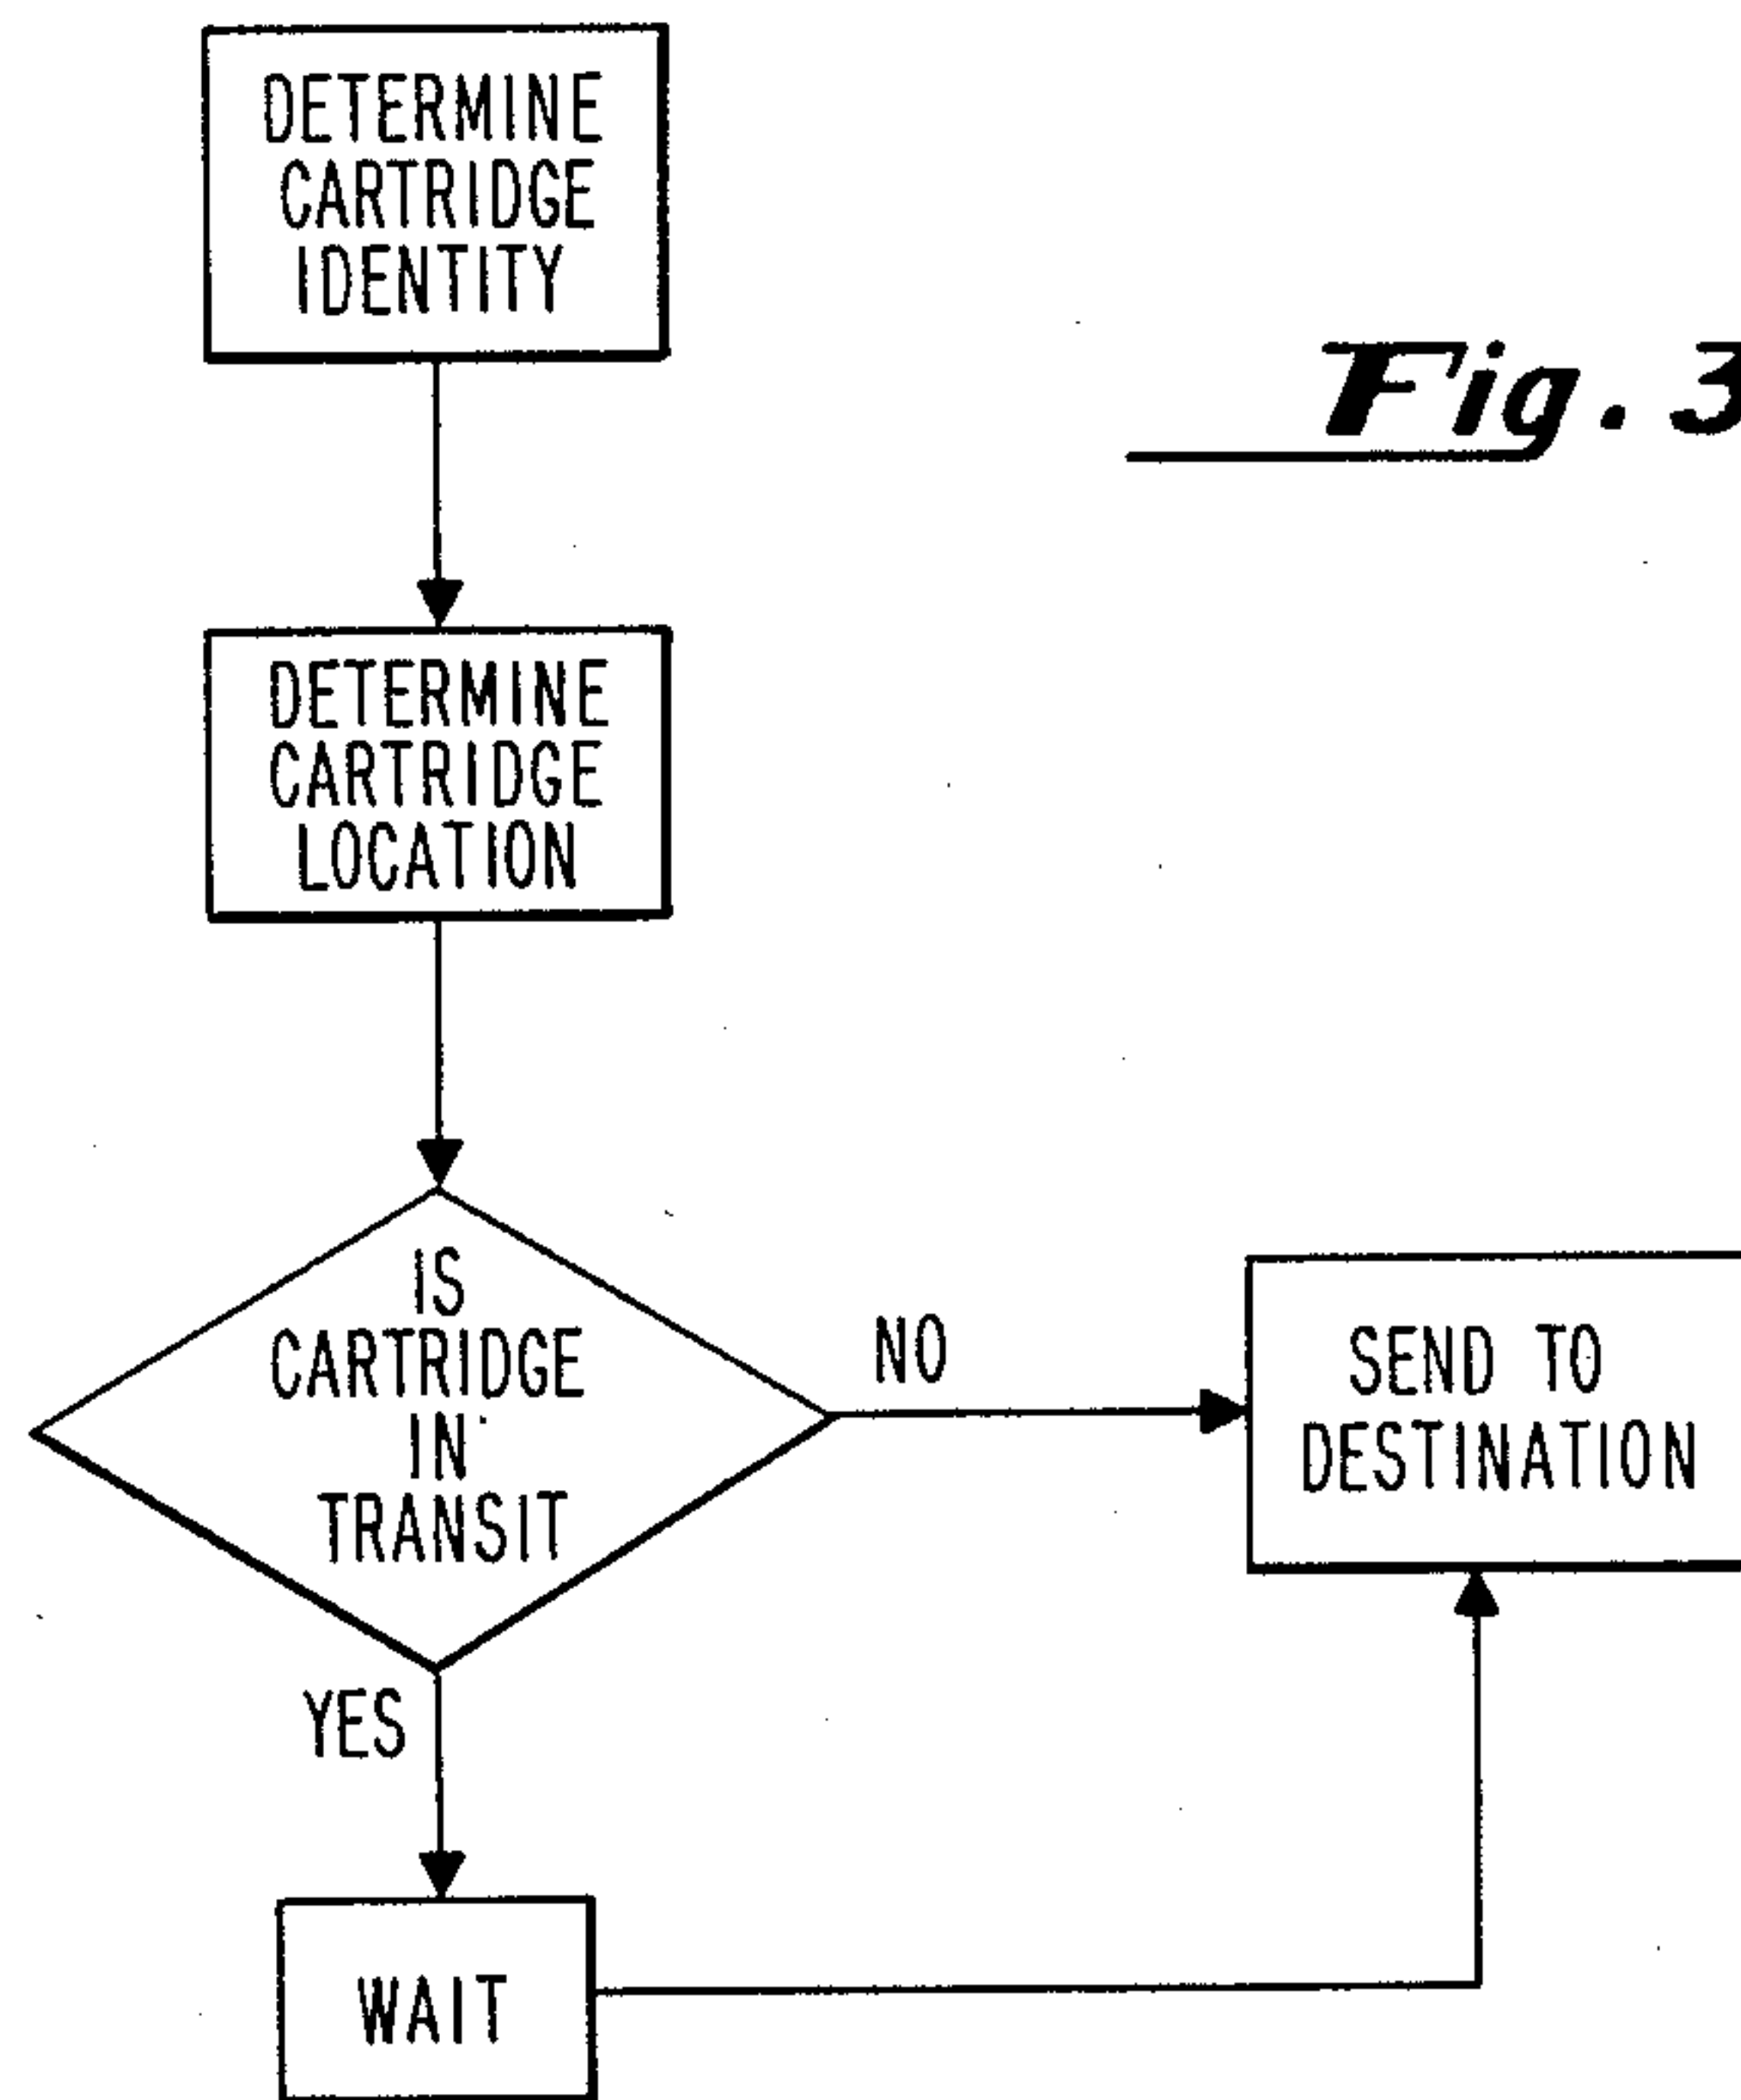 DETERMINE
CARTRIDGE
IDENTITY
Fig. 3
DETERMINE
CARTRIDGE
LOCATION
IS
CARTRIDGE
IN
TRANSIT
NO
SEND TO
DESTINATION
YES
WAIT